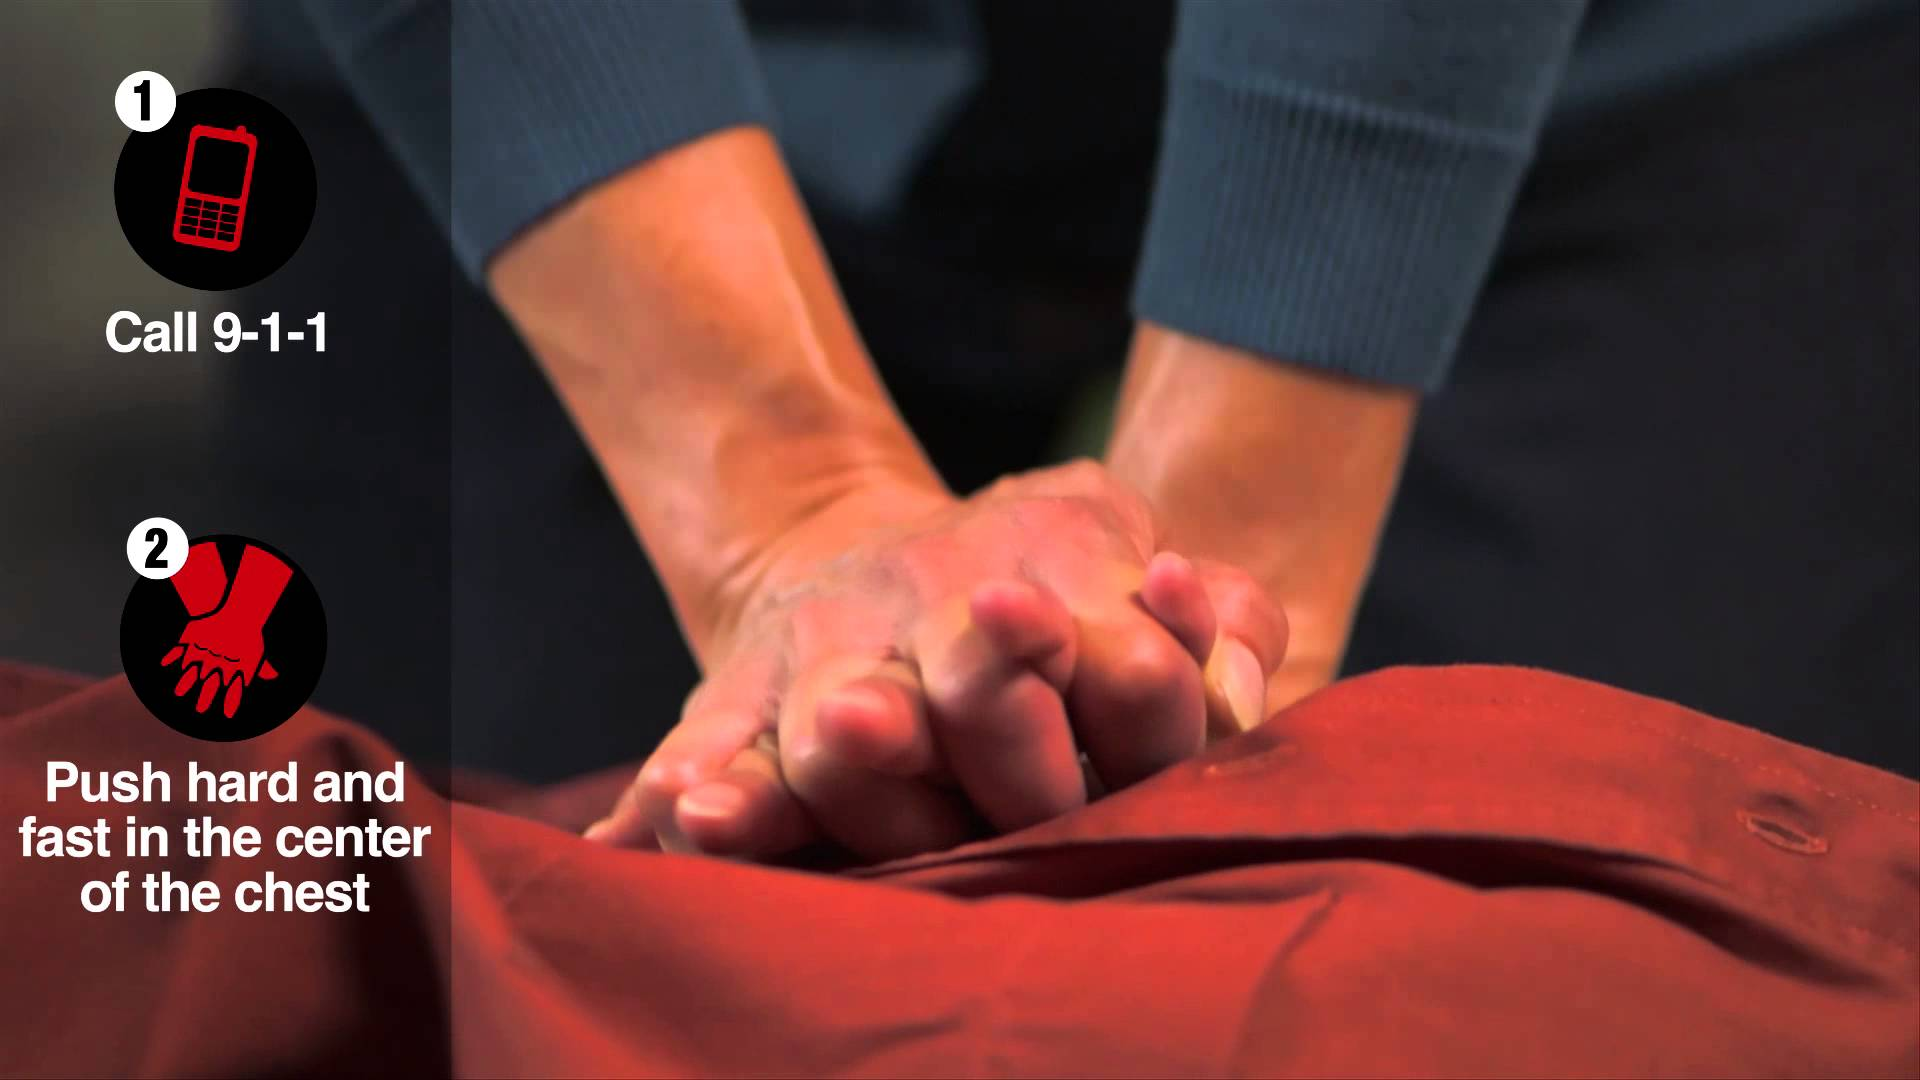 1
Call 9-1-1
2
Push hard and
fast in the center
of the chest